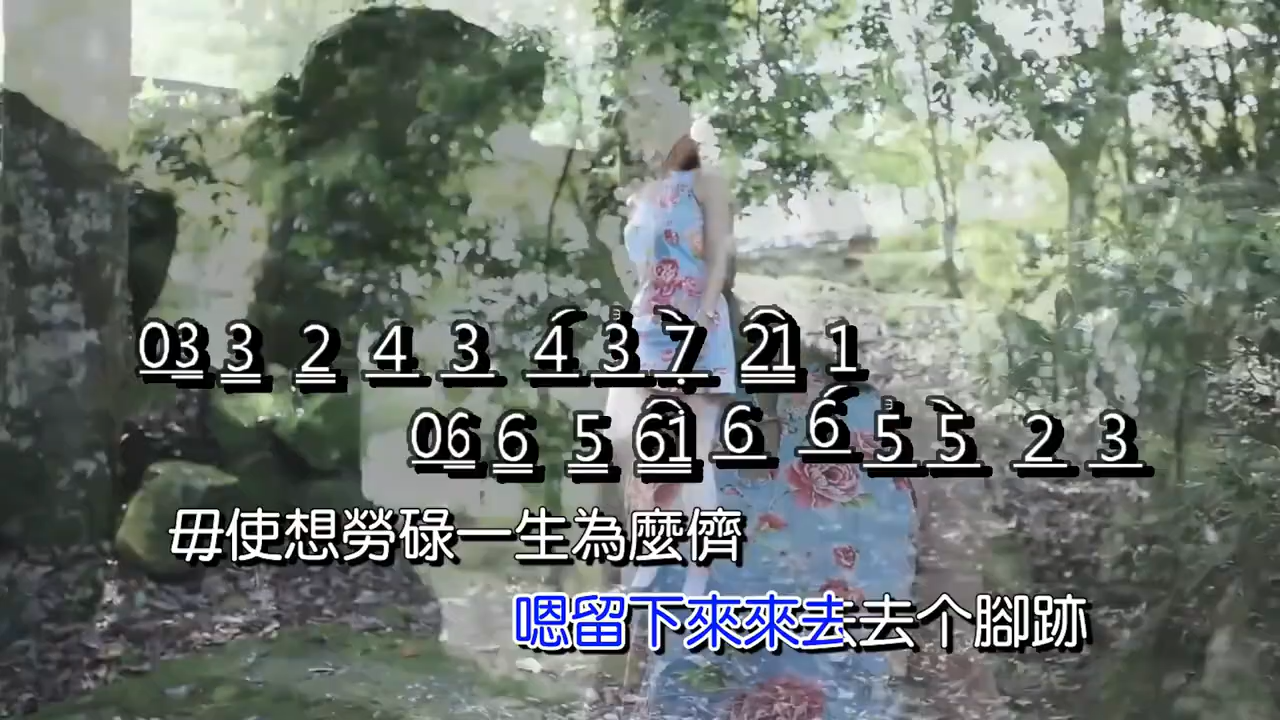 03 3 2 4 3 4 3 7 21 1
06 6 5 61 6 6 5 5 2 3
毋使想勞碌一生為麼儕
嗯留下來來去去个腳跡